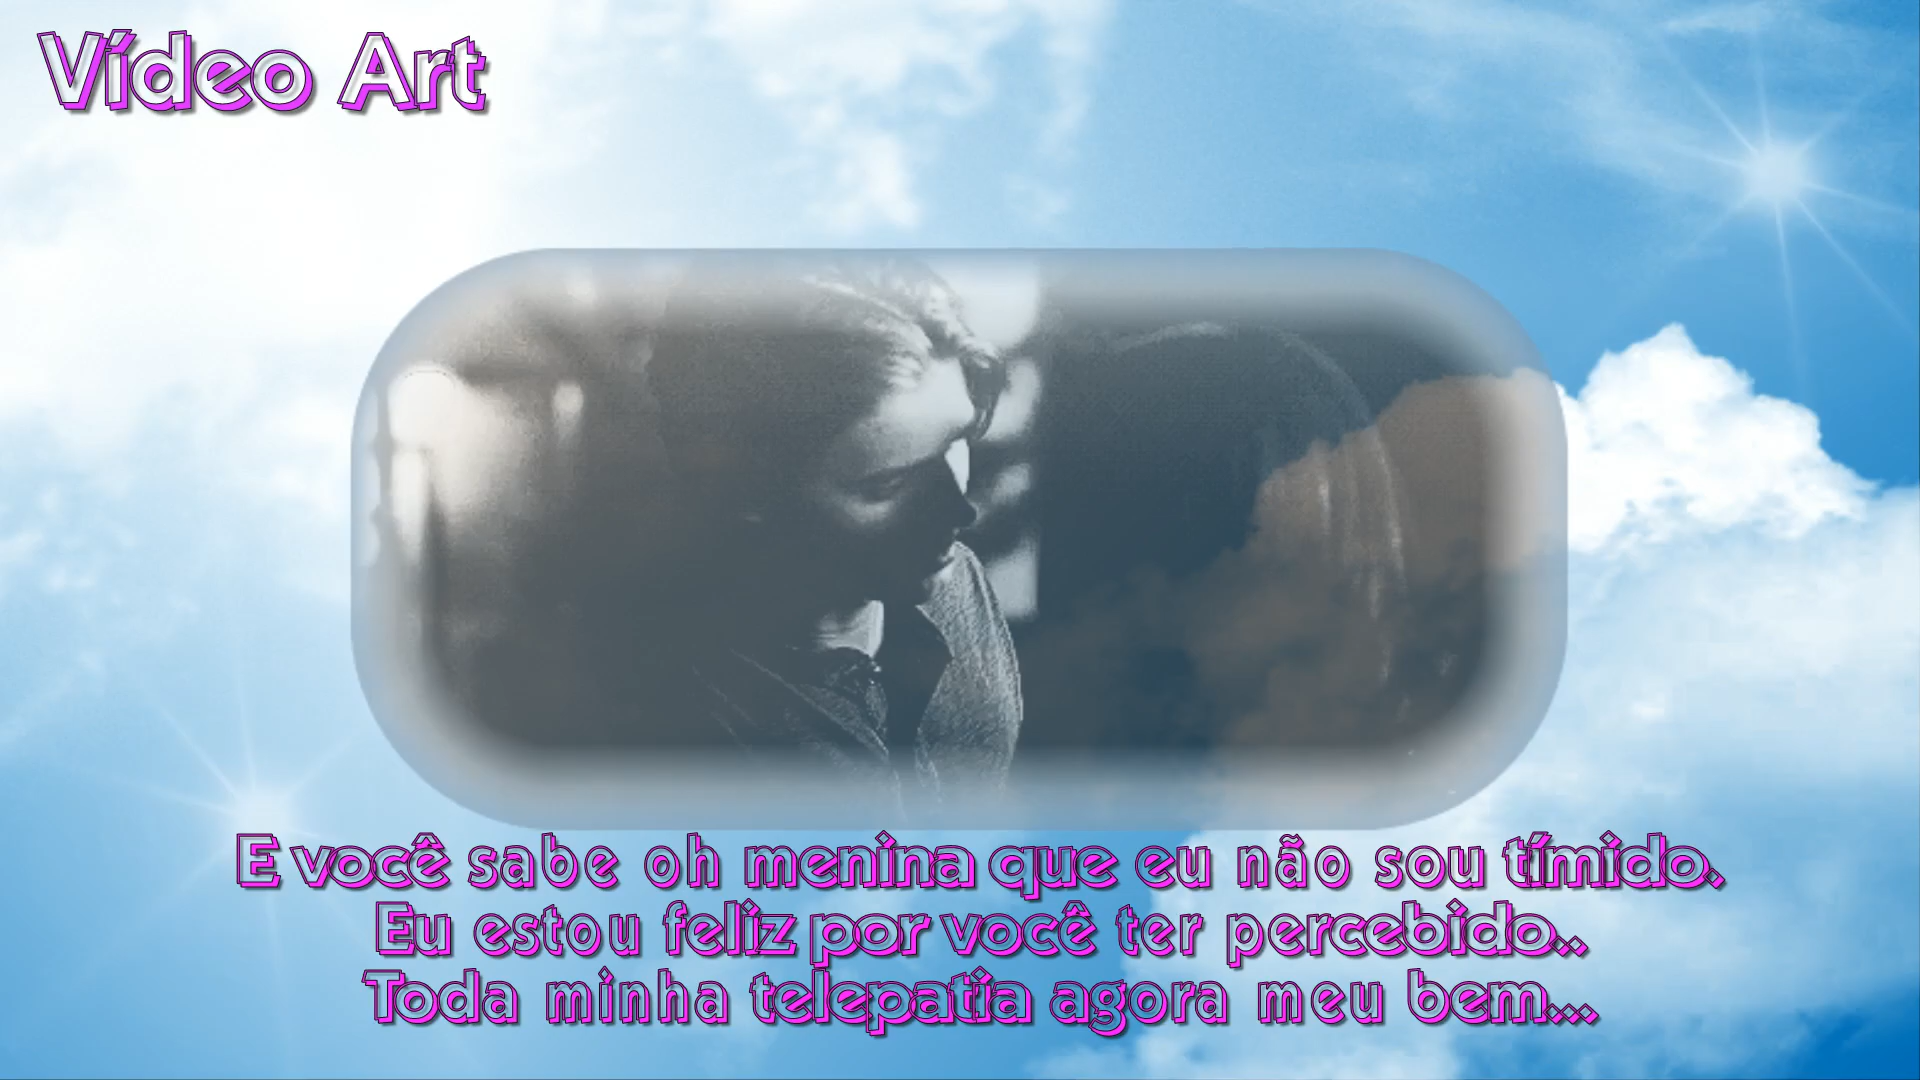 Vídeo Art
E você sabe oh menina que eu não sou tímido.
Eu estou feliz por você ter percebido..
Toda minha telepatia agora meu bem...